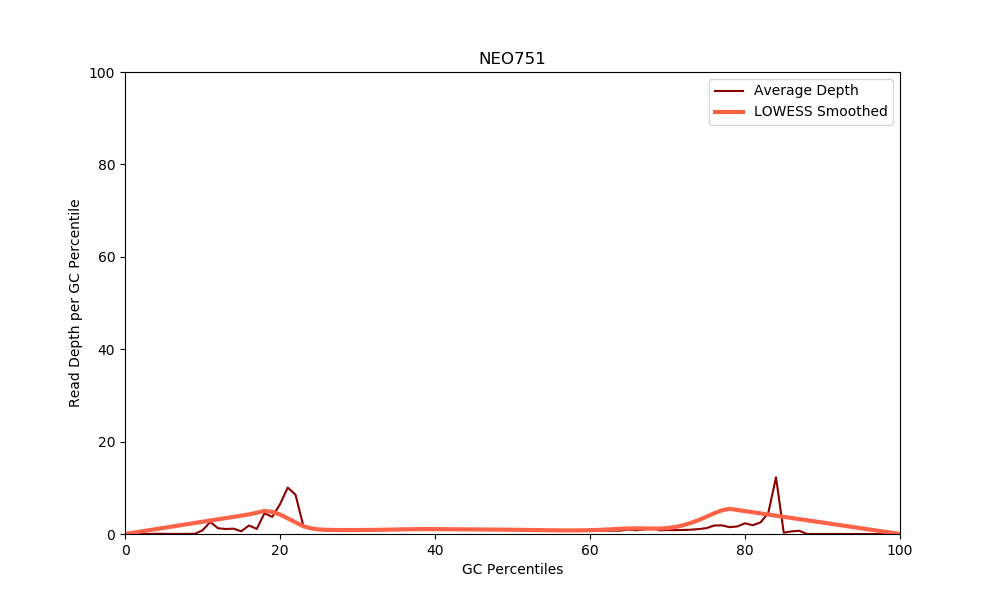 NEO751
Average Depth
LOWESS Smoothed
Read Depth per GC Percentile
100
80
60
40
20
0
0 20 40 60 80 100
GC Percentiles